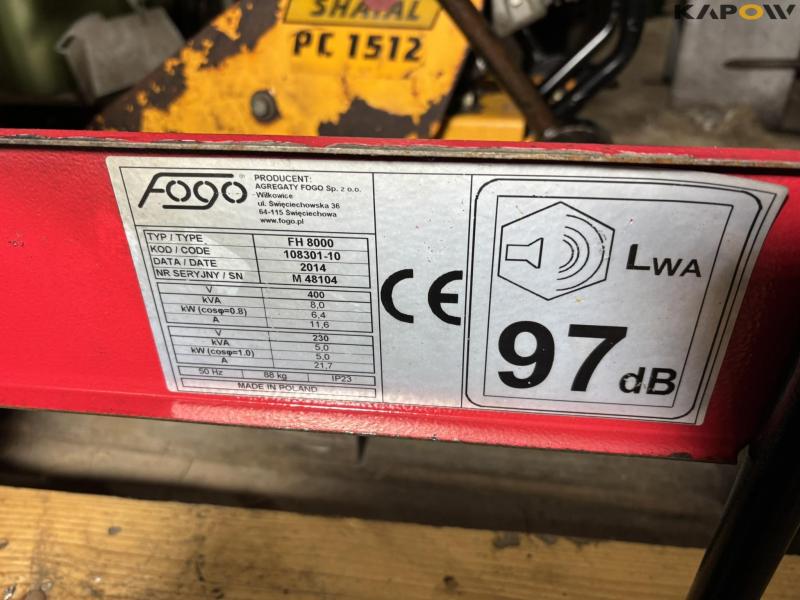 KAPOW
SHATAL
PC 1512
FOGO®
PRODUCENT:
AGREGATY FOGO Sp. z o.o.
Wilkowice
ul. Święciechowska 36
64-115 Święciechowa
www.fogo.pl
TYP / TYPE FH 8000
KOD / CODE 108301-10
DATA / DATE 2014
NR SERYJNY / SN M 48104
V 400
kVA 8,0
kW (cosφ=0.8) 6,4
A 11,6
V 230
kVA 5,0
kW (cosφ=1.0) 5,0
A 21,7
50 Hz 88 kg IP23
MADE IN POLAND
CE
LWA
97 dB